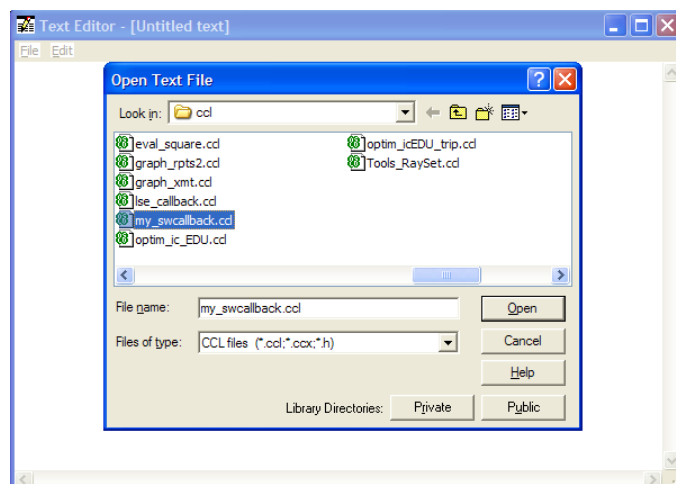 Text Editor - [Untitled text]
File Edit
Open Text File
Look in: ccl
eval_square.ccl
graph_rpts2.ccl
graph_xmt.ccl
lse_callback.ccl
my_swcallback.ccl
optim_ic_EDU.ccl
optim_icEDU_trip.ccl
Tools_RaySet.ccl
File name: my_swcallback.ccl Open
Files of type: CCL files (*.ccl;*.ccx;*.h) Cancel
Help
Library Directories: Private Public